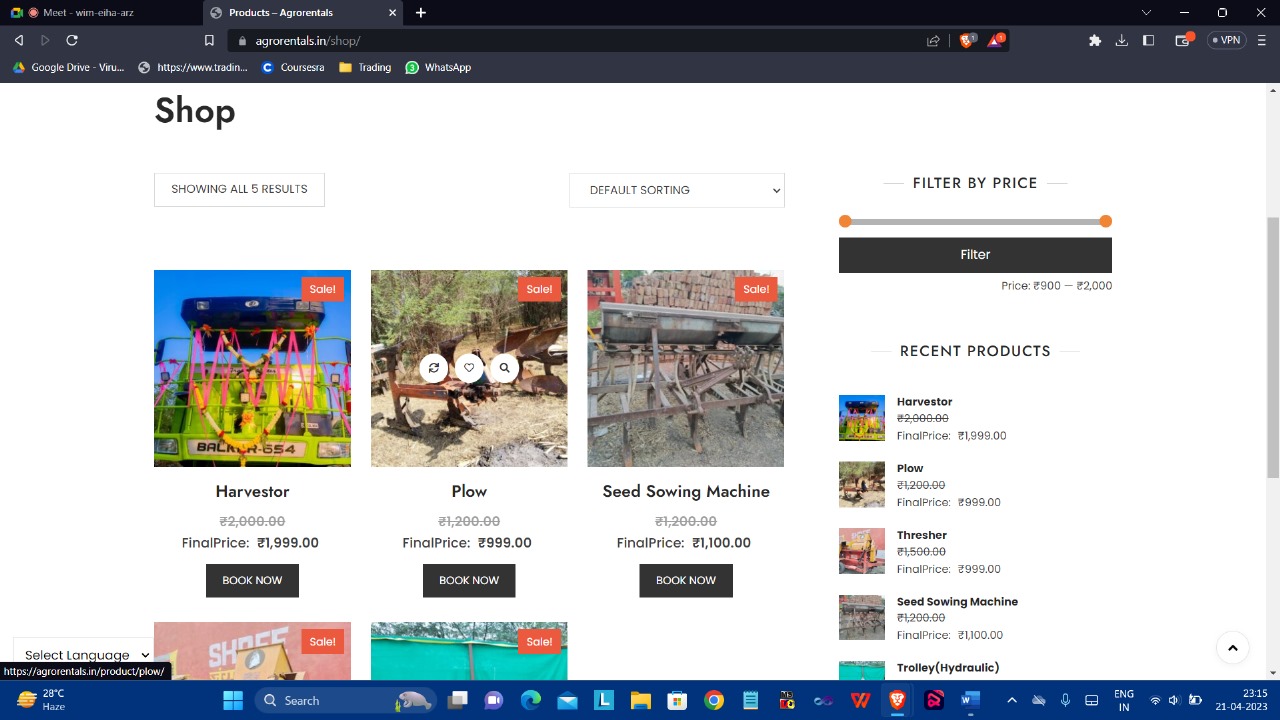 Meet - wim-eiha-arz
Products – Agrorentals
agrorentals.in/shop/
1
1
VPN
Google Drive - Viru...
https://www.tradin...
Coursesra
Trading
3
WhatsApp
Shop
SHOWING ALL 5 RESULTS
DEFAULT SORTING
FILTER BY PRICE
Filter
Price: ₹900 — ₹2,000
Sale!
Sale!
Sale!
BALKAR-654
Harvestor
₹2,000.00
FinalPrice: ₹1,999.00
BOOK NOW
Plow
₹1,200.00
FinalPrice: ₹999.00
BOOK NOW
Seed Sowing Machine
₹1,200.00
FinalPrice: ₹1,100.00
BOOK NOW
RECENT PRODUCTS
Harvestor
₹2,000.00
FinalPrice: ₹1,999.00
Plow
₹1,200.00
FinalPrice: ₹999.00
Thresher
₹1,500.00
FinalPrice: ₹999.00
Seed Sowing Machine
₹1,200.00
FinalPrice: ₹1,100.00
Trolley(Hydraulic)
Sale!
Sale!
Select Language
https://agrorentals.in/product/plow/
28°C
Haze
Search
ENG
IN
23:15
21-04-2023